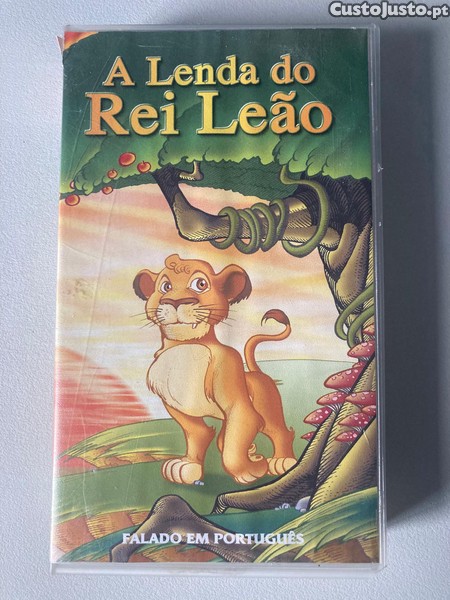 CustoJusto.pt
A Lenda do
Rei Leão
FALADO EM PORTUGUÊS